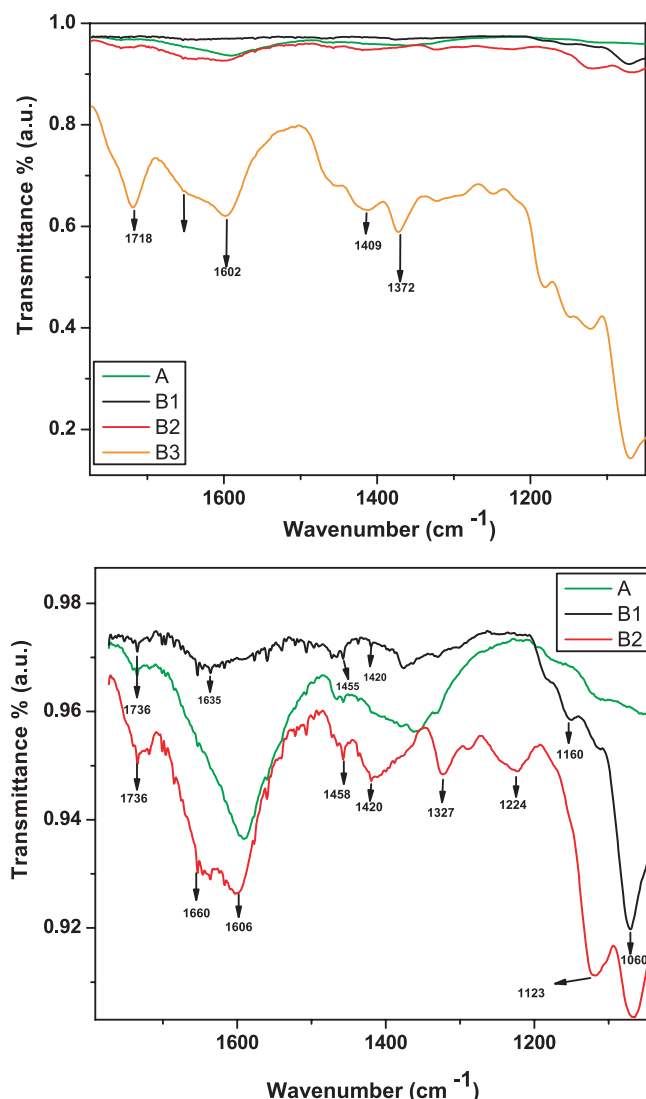 1.0
0.8
0.6
0.4
0.2
Transmittance % (a.u.)
1718
1602
1409
1372
A
B1
B2
B3
1600 1400 1200
Wavenumber (cm -1)
0.98
0.96
0.94
0.92
Transmittance % (a.u.)
A
B1
B2
1736
1635
1455
1420
1160
1736
1458
1420
1327
1224
1660
1606
1060
1123
1600 1400 1200
Wavenumber (cm -1)